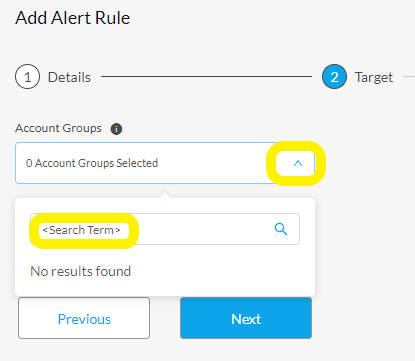 Add Alert Rule
1 Details 2 Target
Account Groups i
0 Account Groups Selected
<Search Term>
No results found
Previous Next